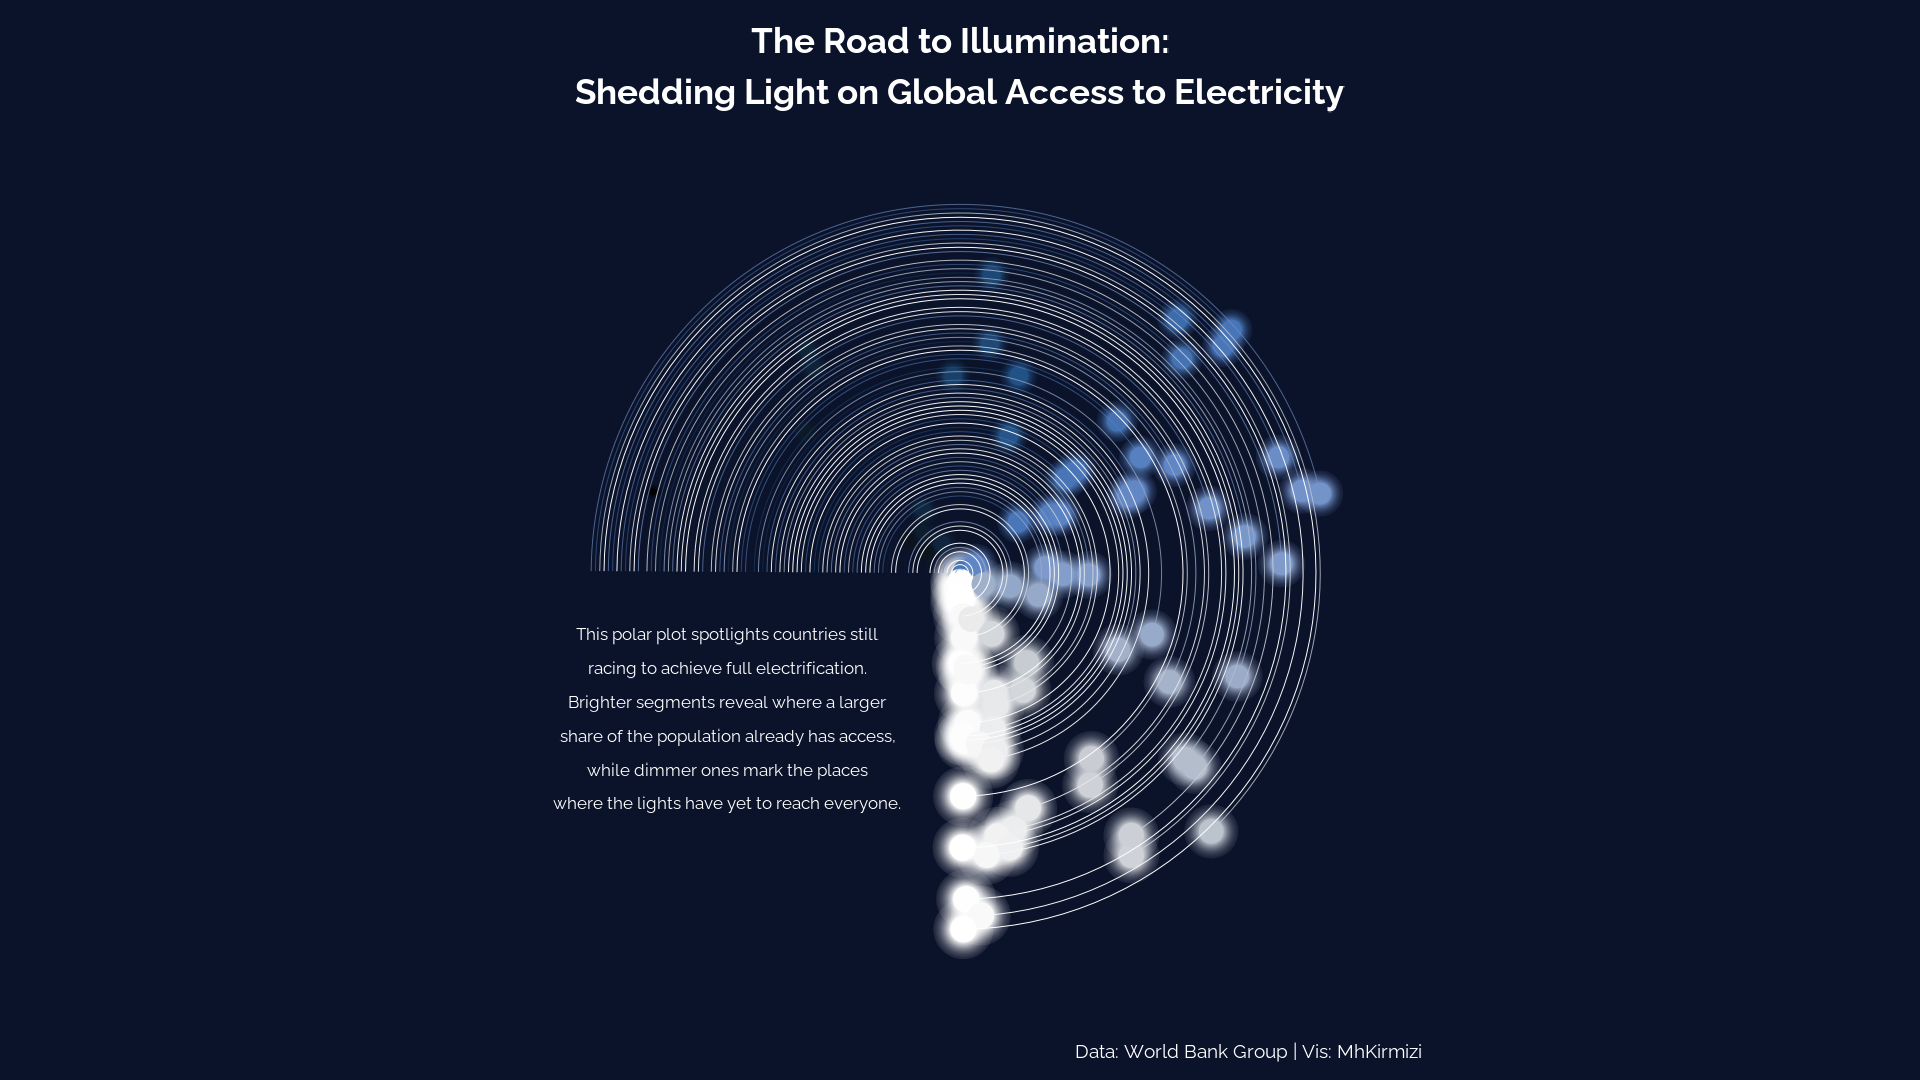 The Road to Illumination:
Shedding Light on Global Access to Electricity
This polar plot spotlights countries still
racing to achieve full electrification.
Brighter segments reveal where a larger
share of the population already has access,
while dimmer ones mark the places
where the lights have yet to reach everyone.
Data: World Bank Group | Vis: MhKirmizi